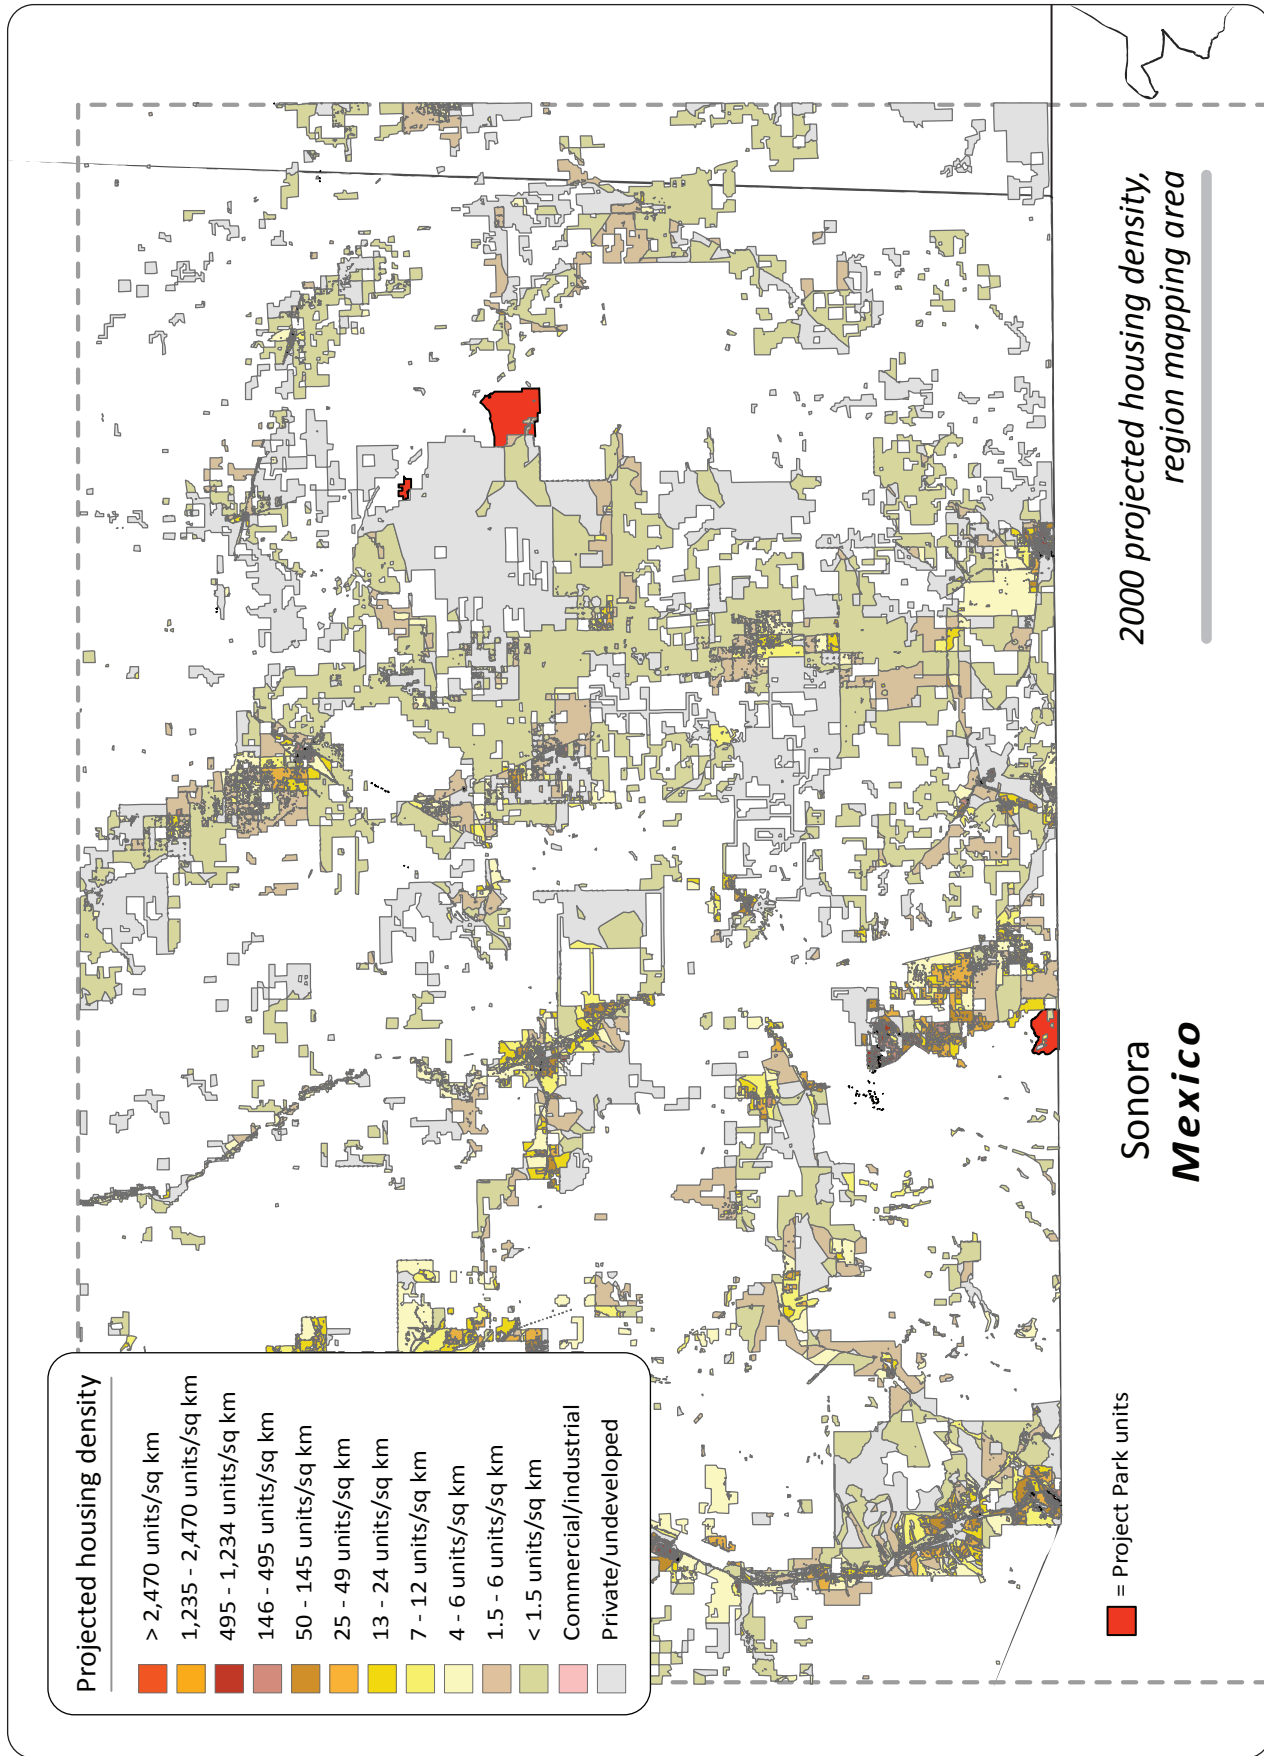 Projected housing density
> 2,470 units/sq km
1,235 - 2,470 units/sq km
495 - 1,234 units/sq km
146 - 495 units/sq km
50 - 145 units/sq km
25 - 49 units/sq km
13 - 24 units/sq km
7 - 12 units/sq km
4 - 6 units/sq km
1.5 - 6 units/sq km
< 1.5 units/sq km
Commercial/industrial
Private/undeveloped
= Project Park units
Sonora
Mexico
2000 projected housing density,
region mapping area